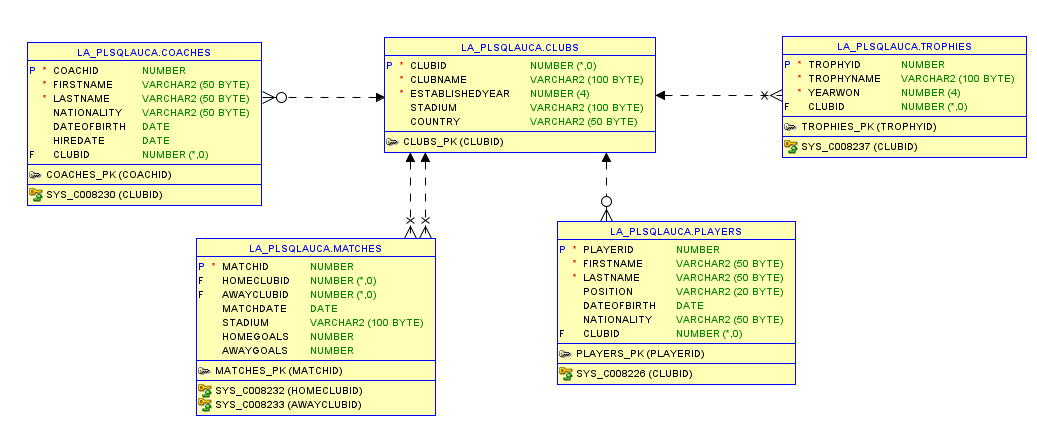 LA_PLSQLAUCA.COACHES
P * COACHID NUMBER
* FIRSTNAME VARCHAR2 (50 BYTE)
* LASTNAME VARCHAR2 (50 BYTE)
NATIONALITY VARCHAR2 (50 BYTE)
DATEOFBIRTH DATE
HIREDATE DATE
F CLUBID NUMBER (*,0)
COACHES_PK (COACHID)
SYS_C008230 (CLUBID)
LA_PLSQLAUCA.CLUBS
P * CLUBID NUMBER (*,0)
* CLUBNAME VARCHAR2 (100 BYTE)
* ESTABLISHEDYEAR NUMBER (4)
STADIUM VARCHAR2 (100 BYTE)
COUNTRY VARCHAR2 (50 BYTE)
CLUBS_PK (CLUBID)
LA_PLSQLAUCA.TROPHIES
P * TROPHYID NUMBER
* TROPHYNAME VARCHAR2 (100 BYTE)
* YEARWON NUMBER (4)
F CLUBID NUMBER (*,0)
TROPHIES_PK (TROPHYID)
SYS_C008237 (CLUBID)
LA_PLSQLAUCA.MATCHES
P * MATCHID NUMBER
F HOMECLUBID NUMBER (*,0)
F AWAYCLUBID NUMBER (*,0)
MATCHDATE DATE
STADIUM VARCHAR2 (100 BYTE)
HOMEGOALS NUMBER
AWAYGOALS NUMBER
MATCHES_PK (MATCHID)
SYS_C008232 (HOMECLUBID)
SYS_C008233 (AWAYCLUBID)
LA_PLSQLAUCA.PLAYERS
P * PLAYERID NUMBER
* FIRSTNAME VARCHAR2 (50 BYTE)
* LASTNAME VARCHAR2 (50 BYTE)
POSITION VARCHAR2 (20 BYTE)
DATEOFBIRTH DATE
NATIONALITY VARCHAR2 (50 BYTE)
F CLUBID NUMBER (*,0)
PLAYERS_PK (PLAYERID)
SYS_C008226 (CLUBID)